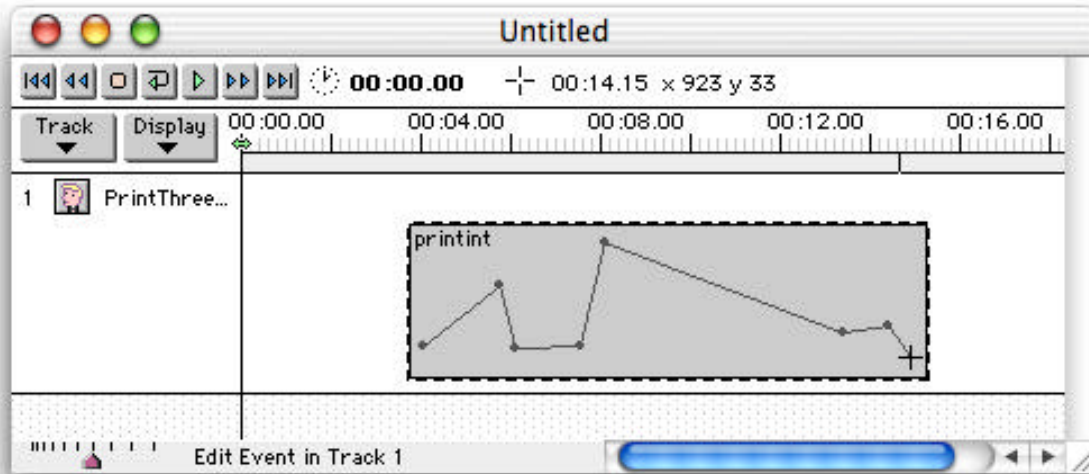 Untitled
00:00.00 00:14.15 x 923 y 33
Track Display 00:00.00 00:04.00 00:08.00 00:12.00 00:16.00
1 PrintThree...
printint
Edit Event in Track 1